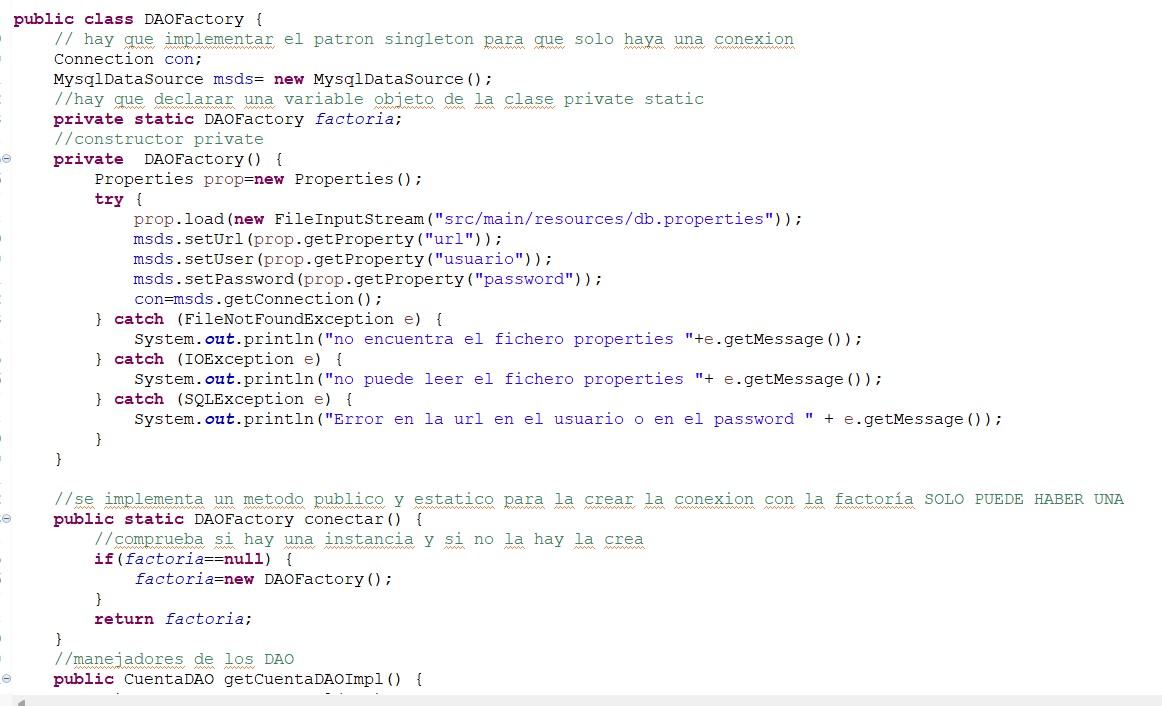 public class DAOFactory {
// hay que implementar el patron singleton para que solo haya una conexion
Connection con;
MysqlDataSource msds= new MysqlDataSource();
//hay que declarar una variable objeto de la clase private static
private static DAOFactory factoria;
//constructor private
private  DAOFactory() {
Properties prop=new Properties();
try {
prop.load(new FileInputStream("src/main/resources/db.properties"));
msds.setUrl(prop.getProperty("url"));
msds.setUser(prop.getProperty("usuario"));
msds.setPassword(prop.getProperty("password"));
con=msds.getConnection();
} catch (FileNotFoundException e) {
System.out.println("no encuentra el fichero properties "+e.getMessage());
} catch (IOException e) {
System.out.println("no puede leer el fichero properties "+ e.getMessage());
} catch (SQLException e) {
System.out.println("Error en la url en el usuario o en el password " + e.getMessage());
}
}
//se implementa un metodo publico y estatico para la crear la conexion con la factoría SOLO PUEDE HABER UNA
public static DAOFactory conectar() {
//comprueba si hay una instancia y si no la hay la crea
if(factoria==null) {
factoria=new DAOFactory();
}
return factoria;
}
//manejadores de los DAO
public CuentaDAO getCuentaDAOImpl() {